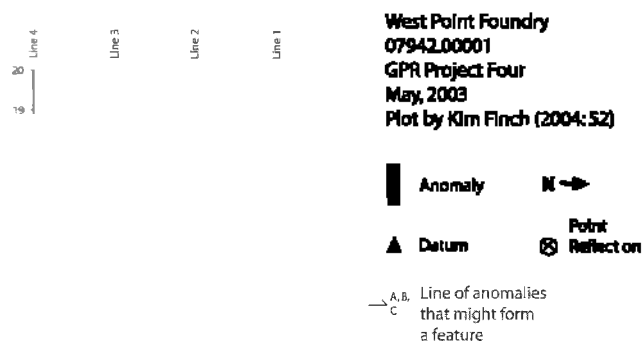 Line 4
Line 3
Line 2
Line 1
20
19
West Point Foundry
07942.00001
GPR Project Four
May, 2003
Plot by Kim Finch (2004: 52)
Anomaly
N
Datum
Point
Reflection
A, B,
C
Line of anomalies
that might form
a feature